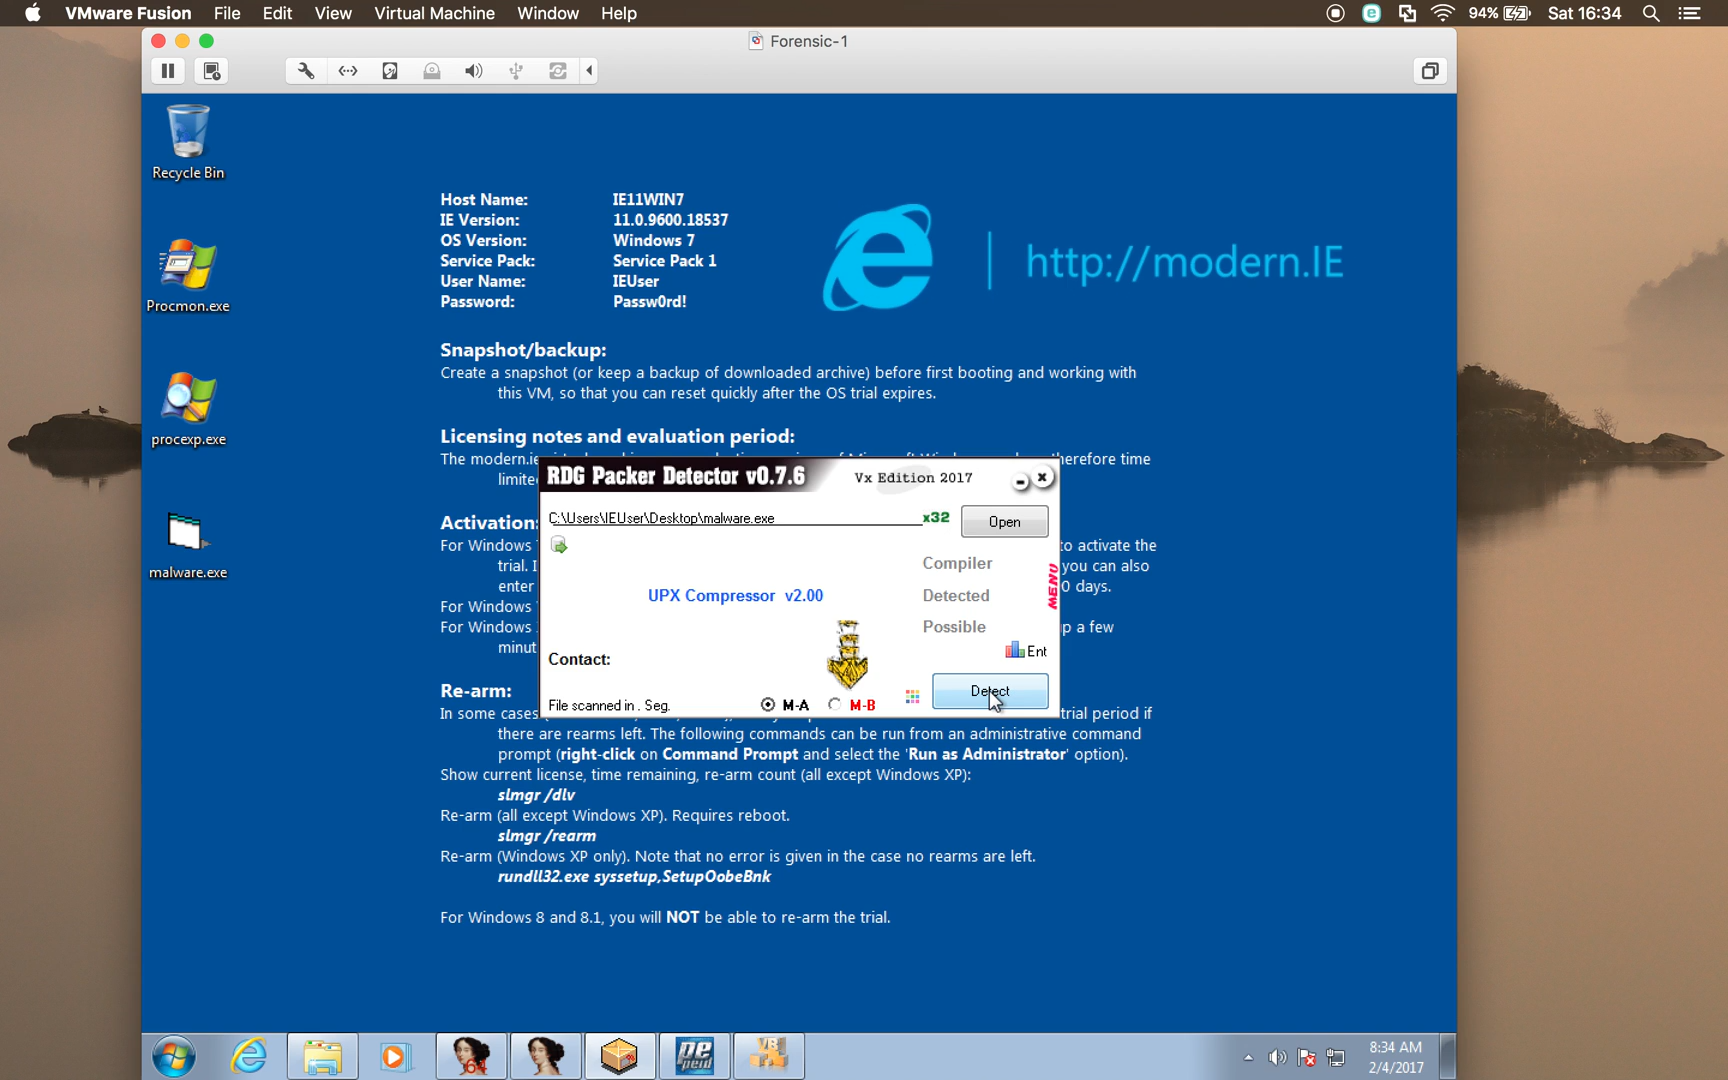 VMware Fusion File Edit View Virtual Machine Window Help
94% Sat 16:34
Forensic-1
Recycle Bin
Procmon.exe
procexp.exe
malware.exe
Host Name: IE11WIN7
IE Version: 11.0.9600.18537
OS Version: Windows 7
Service Pack: Service Pack 1
User Name: IEUser
Password: Passw0rd!
http://modern.IE
Snapshot/backup:
Create a snapshot (or keep a backup of downloaded archive) before first booting and working with
this VM, so that you can reset quickly after the OS trial expires.
Licensing notes and evaluation period:
The modern.ie therefore time
limite
Activation:
For Windows to activate the
trial. you can also
enter 0 days.
For Windows
For Windows up a few
minut
RDG Packer Detector v0.7.6 Vx Edition 2017
C:\Users\IEUser\Desktop\malware.exe x32 Open
Compiler
UPX Compressor v2.00 Detected
MENU
Possible
Ent
Contact:
Detect
File scanned in . Seg. M-A M-B
Re-arm:
In some cases trial period if
there are rearms left. The following commands can be run from an administrative command
prompt (right-click on Command Prompt and select the 'Run as Administrator' option).
Show current license, time remaining, re-arm count (all except Windows XP):
slmgr /dlv
Re-arm (all except Windows XP). Requires reboot.
slmgr /rearm
Re-arm (Windows XP only). Note that no error is given in the case no rearms are left.
rundll32.exe syssetup,SetupOobeBnk
For Windows 8 and 8.1, you will NOT be able to re-arm the trial.
64
PE
VB
8:34 AM
2/4/2017